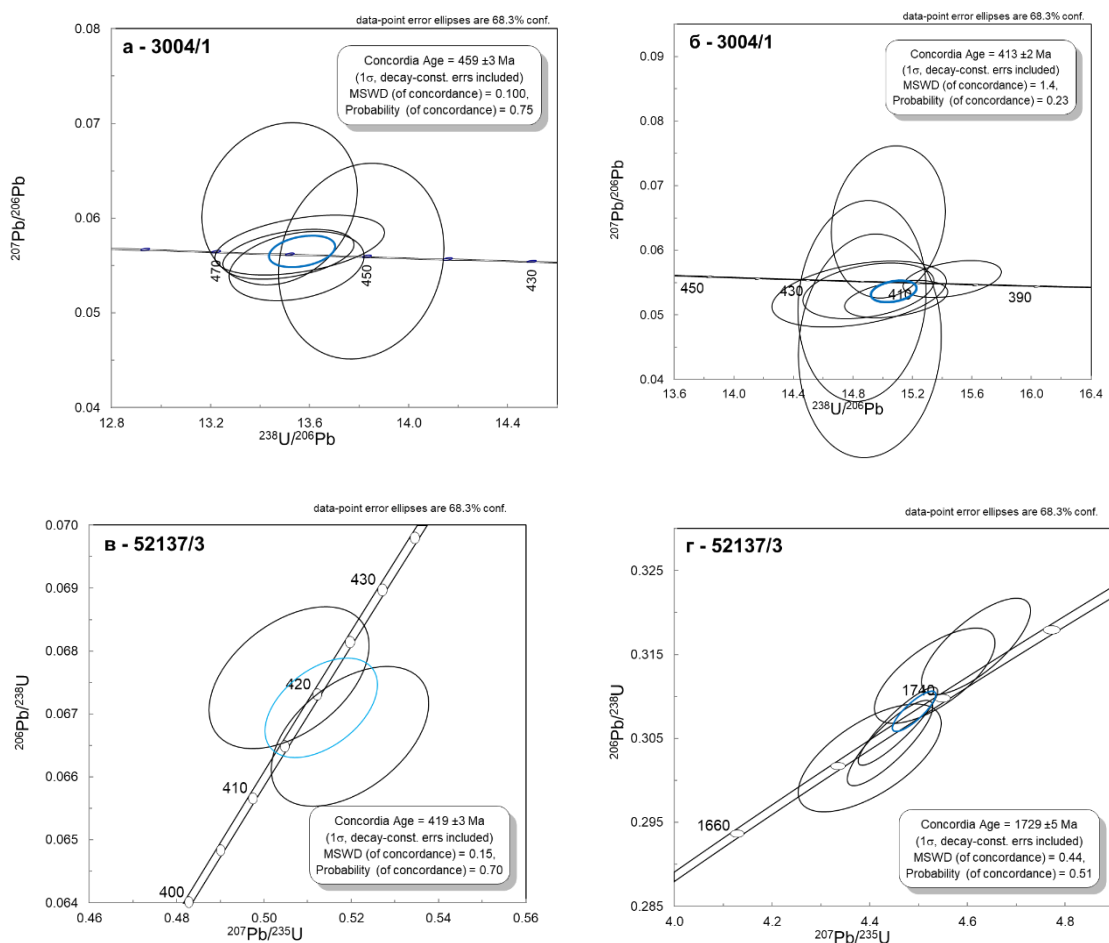 data-point error ellipses are 68.3% conf.
а - 3004/1
Concordia Age = 459 ±3 Ma
(1σ, decay-const. errs included)
MSWD (of concordance) = 0.100,
Probability (of concordance) = 0.75
0.08
0.07
0.06
0.05
0.04
207Pb/206Pb
470
450
430
12.8
13.2
13.6
14.0
14.4
238U/206Pb
data-point error ellipses are 68.3% conf.
б - 3004/1
Concordia Age = 413 ±2 Ma
(1σ, decay-const. errs included)
MSWD (of concordance) = 1.4,
Probability (of concordance) = 0.23
0.09
0.08
0.07
0.06
0.05
0.04
207Pb/206Pb
450
430
410
390
13.6
14.0
14.4
14.8
15.2
15.6
16.0
16.4
238U/206Pb
data-point error ellipses are 68.3% conf.
в - 52137/3
0.070
0.069
0.068
0.067
0.066
0.065
0.064
206Pb/238U
430
420
410
400
Concordia Age = 419 ±3 Ma
(1σ, decay-const. errs included)
MSWD (of concordance) = 0.15,
Probability (of concordance) = 0.70
0.46
0.48
0.50
0.52
0.54
0.56
207Pb/235U
data-point error ellipses are 68.3% conf.
г - 52137/3
0.325
0.315
0.305
0.295
0.285
206Pb/238U
1740
1660
Concordia Age = 1729 ±5 Ma
(1σ, decay-const. errs included)
MSWD (of concordance) = 0.44,
Probability (of concordance) = 0.51
4.0
4.2
4.4
4.6
4.8
207Pb/235U